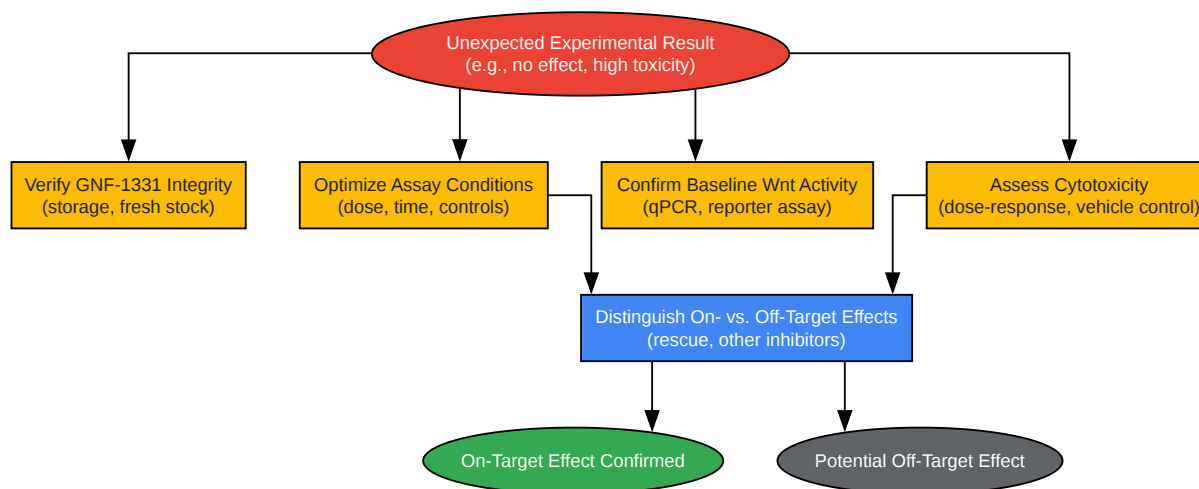 Unexpected Experimental Result
(e.g., no effect, high toxicity)
Verify GNF-1331 Integrity
(storage, fresh stock)
Optimize Assay Conditions
(dose, time, controls)
Confirm Baseline Wnt Activity
(qPCR, reporter assay)
Assess Cytotoxicity
(dose-response, vehicle control)
Distinguish On- vs. Off-Target Effects
(rescue, other inhibitors)
On-Target Effect Confirmed
Potential Off-Target Effect